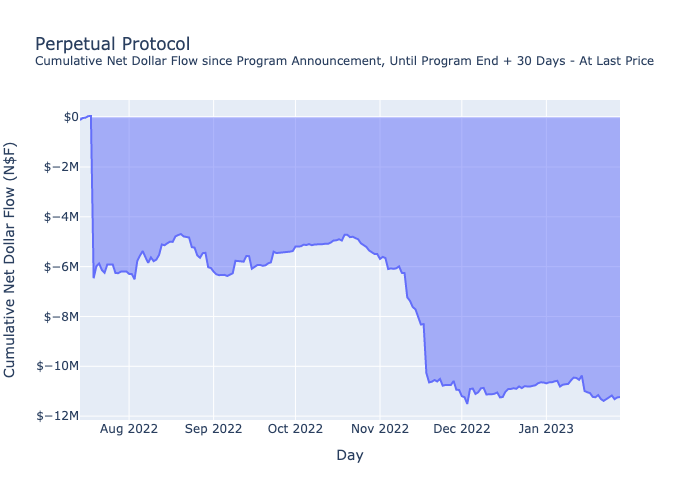 Perpetual Protocol
Cumulative Net Dollar Flow since Program Announcement, Until Program End + 30 Days - At Last Price
Cumulative Net Dollar Flow (N$F)
$0
$−2M
$−4M
$−6M
$−8M
$−10M
$−12M
Aug 2022 Sep 2022 Oct 2022 Nov 2022 Dec 2022 Jan 2023
Day